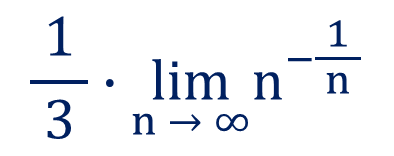 1/3 · lim n→∞ n^(−1/n)